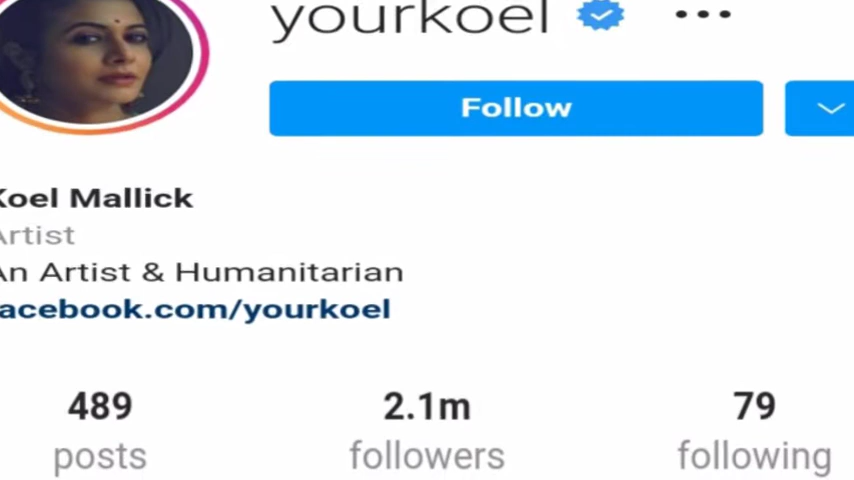 yourkoel
Follow
Koel Mallick
Artist
An Artist & Humanitarian
facebook.com/yourkoel
489 2.1m 79
posts followers following